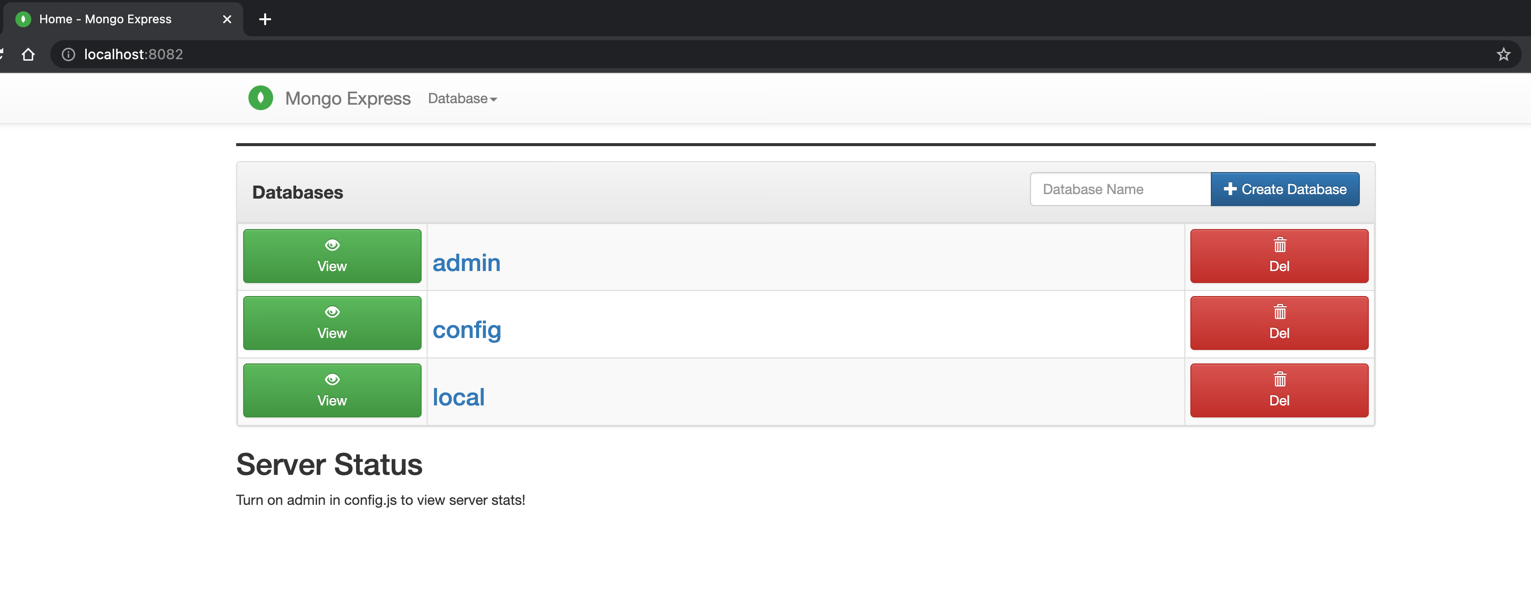 Home - Mongo Express
localhost:8082
Mongo Express Database
Databases
Database Name
Create Database
View admin Del
View config Del
View local Del
Server Status
Turn on admin in config.js to view server stats!